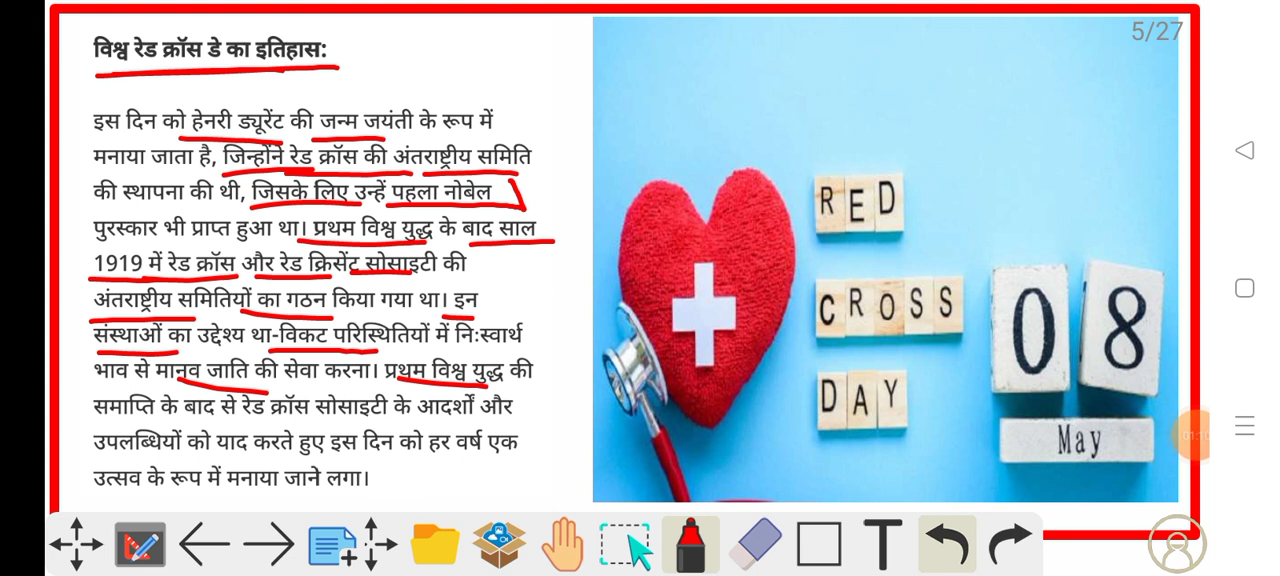 5/27
विश्व रेड क्रॉस डे का इतिहास:
इस दिन को हेनरी ड्यूरेंट की जन्म जयंती के रूप में
मनाया जाता है, जिन्होंने रेड क्रॉस की अंतराष्ट्रीय समिति
की स्थापना की थी, जिसके लिए उन्हें पहला नोबेल
पुरस्कार भी प्राप्त हुआ था। प्रथम विश्व युद्ध के बाद साल
1919 में रेड क्रॉस और रेड क्रिसेंट सोसाइटी की
अंतराष्ट्रीय समितियों का गठन किया गया था। इन
संस्थाओं का उद्देश्य था-विकट परिस्थितियों में नि:स्वार्थ
भाव से मानव जाति की सेवा करना। प्रथम विश्व युद्ध की
समाप्ति के बाद से रेड क्रॉस सोसाइटी के आदर्शों और
उपलब्धियों को याद करते हुए इस दिन को हर वर्ष एक
उत्सव के रूप में मनाया जाने लगा।
RED
CROSS
DAY
08
May
T